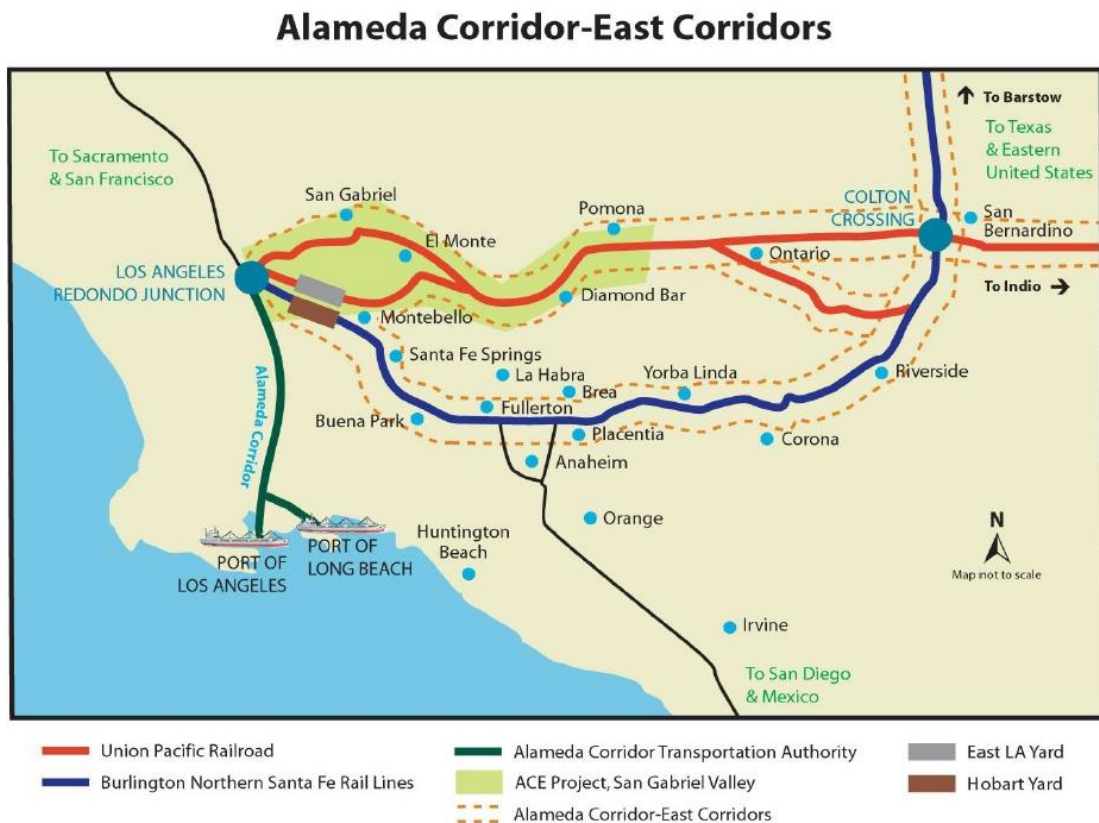 Alameda Corridor-East Corridors
To Barstow
To Texas
& Eastern
United States
To Sacramento
& San Francisco
San Gabriel
Pomona
COLTON
CROSSING
San
Bernardino
El Monte
Ontario
LOS ANGELES
REDONDO JUNCTION
To Indio
Diamond Bar
Montebello
Santa Fe Springs
La Habra
Brea
Yorba Linda
Riverside
Alameda Corridor
Buena Park
Fullerton
Placentia
Corona
Anaheim
Orange
Huntington
Beach
N
Map not to scale
PORT OF
LOS ANGELES
PORT OF
LONG BEACH
Irvine
To San Diego
& Mexico
Union Pacific Railroad
Burlington Northern Santa Fe Rail Lines
Alameda Corridor Transportation Authority
ACE Project, San Gabriel Valley
Alameda Corridor-East Corridors
East LA Yard
Hobart Yard